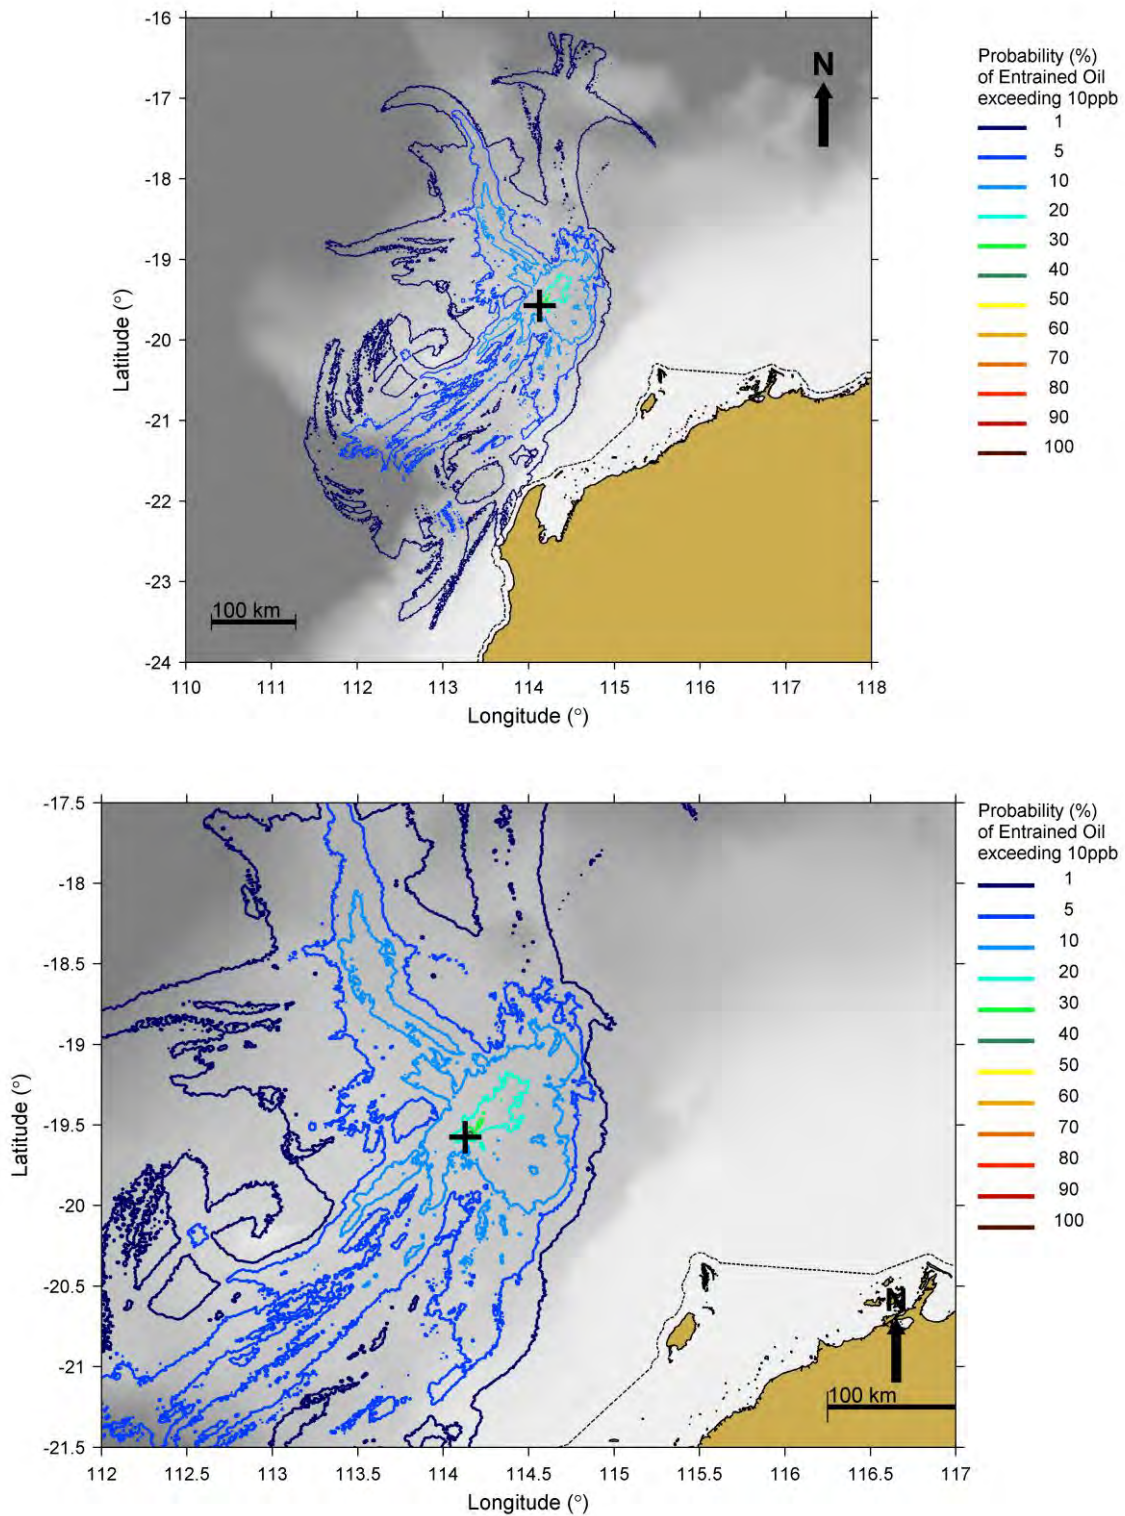 -16
-17
-18
-19
-20
-21
-22
-23
-24
Latitude (°)
N
100 km
110 111 112 113 114 115 116 117 118
Longitude (°)
Probability (%)
of Entrained Oil
exceeding 10ppb
1
5
10
20
30
40
50
60
70
80
90
100
-17.5
-18
-18.5
-19
-19.5
-20
-20.5
-21
-21.5
Latitude (°)
N
100 km
112 112.5 113 113.5 114 114.5 115 115.5 116 116.5 117
Longitude (°)
Probability (%)
of Entrained Oil
exceeding 10ppb
1
5
10
20
30
40
50
60
70
80
90
100